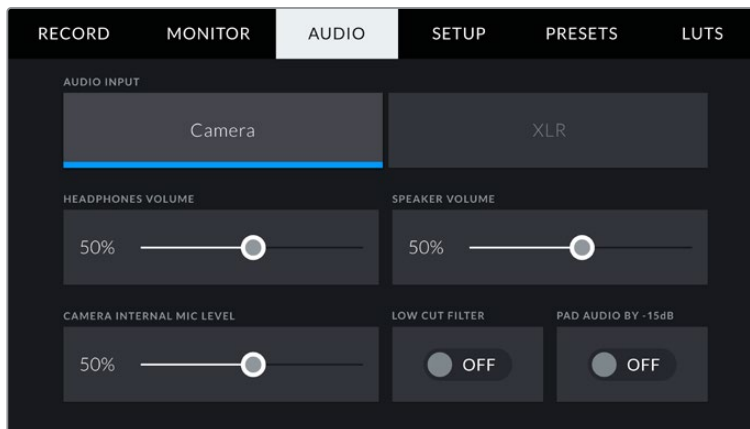 RECORD MONITOR AUDIO SETUP PRESETS LUTS
AUDIO INPUT
Camera XLR
HEADPHONES VOLUME SPEAKER VOLUME
50% 50%
CAMERA INTERNAL MIC LEVEL LOW CUT FILTER PAD AUDIO BY -15dB
50% OFF OFF